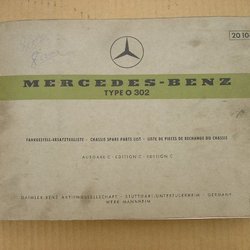 20 10
MERCEDES-BENZ
TYPE O 302
FAHRGESTELL-ERSATZTEILLISTE · CHASSIS SPARE PARTS LIST · LISTE DE PIECES DE RECHANGE DU CHASSIS
AUSGABE C · EDITION C · EDITION C
DAIMLER-BENZ AKTIENGESELLSCHAFT · STUTTGART-UNTERTÜRKHEIM · GERMANY
WERK MANNHEIM